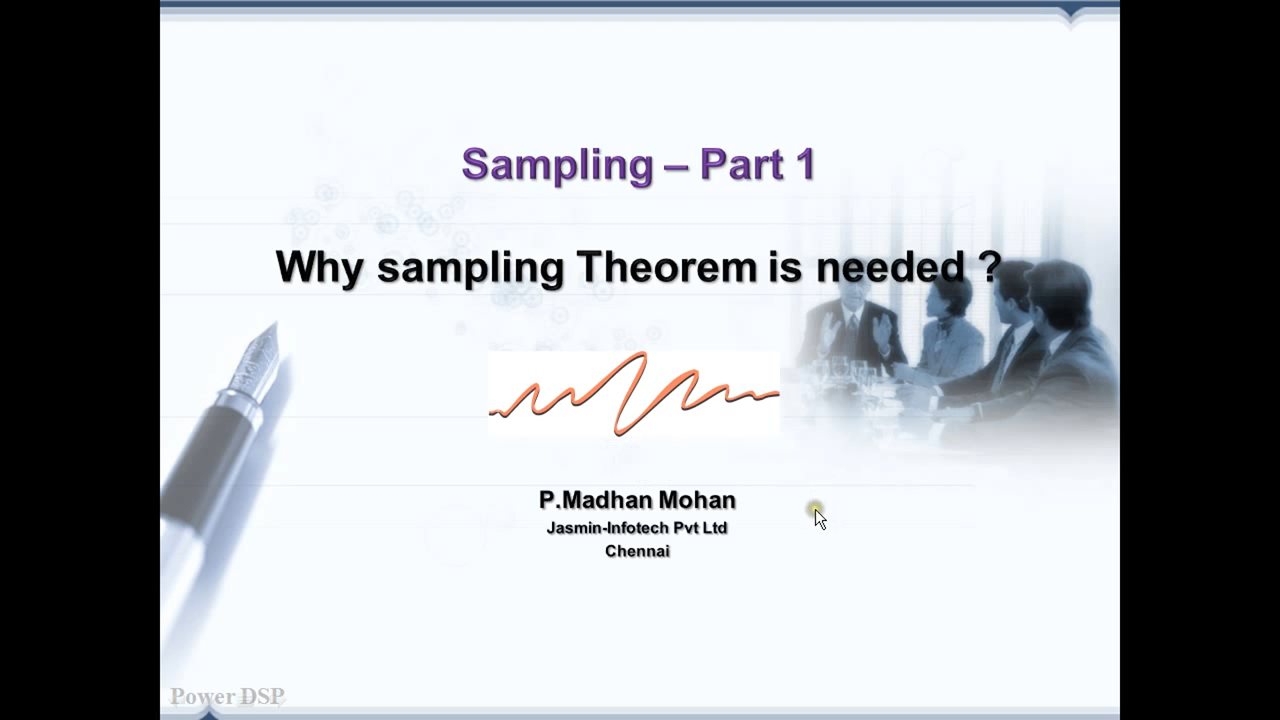 Sampling – Part 1
Why sampling Theorem is needed ?
P.Madhan Mohan
Jasmin-Infotech Pvt Ltd
Chennai
Power DSP